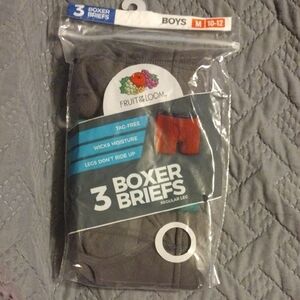 3 BOXER BRIEFS
BOYS M 10-12
FRUIT OF THE LOOM
TAG FREE
WICKS MOISTURE
LEGS DON'T RIDE UP
3 BOXER
BRIEFS
REGULAR LEG